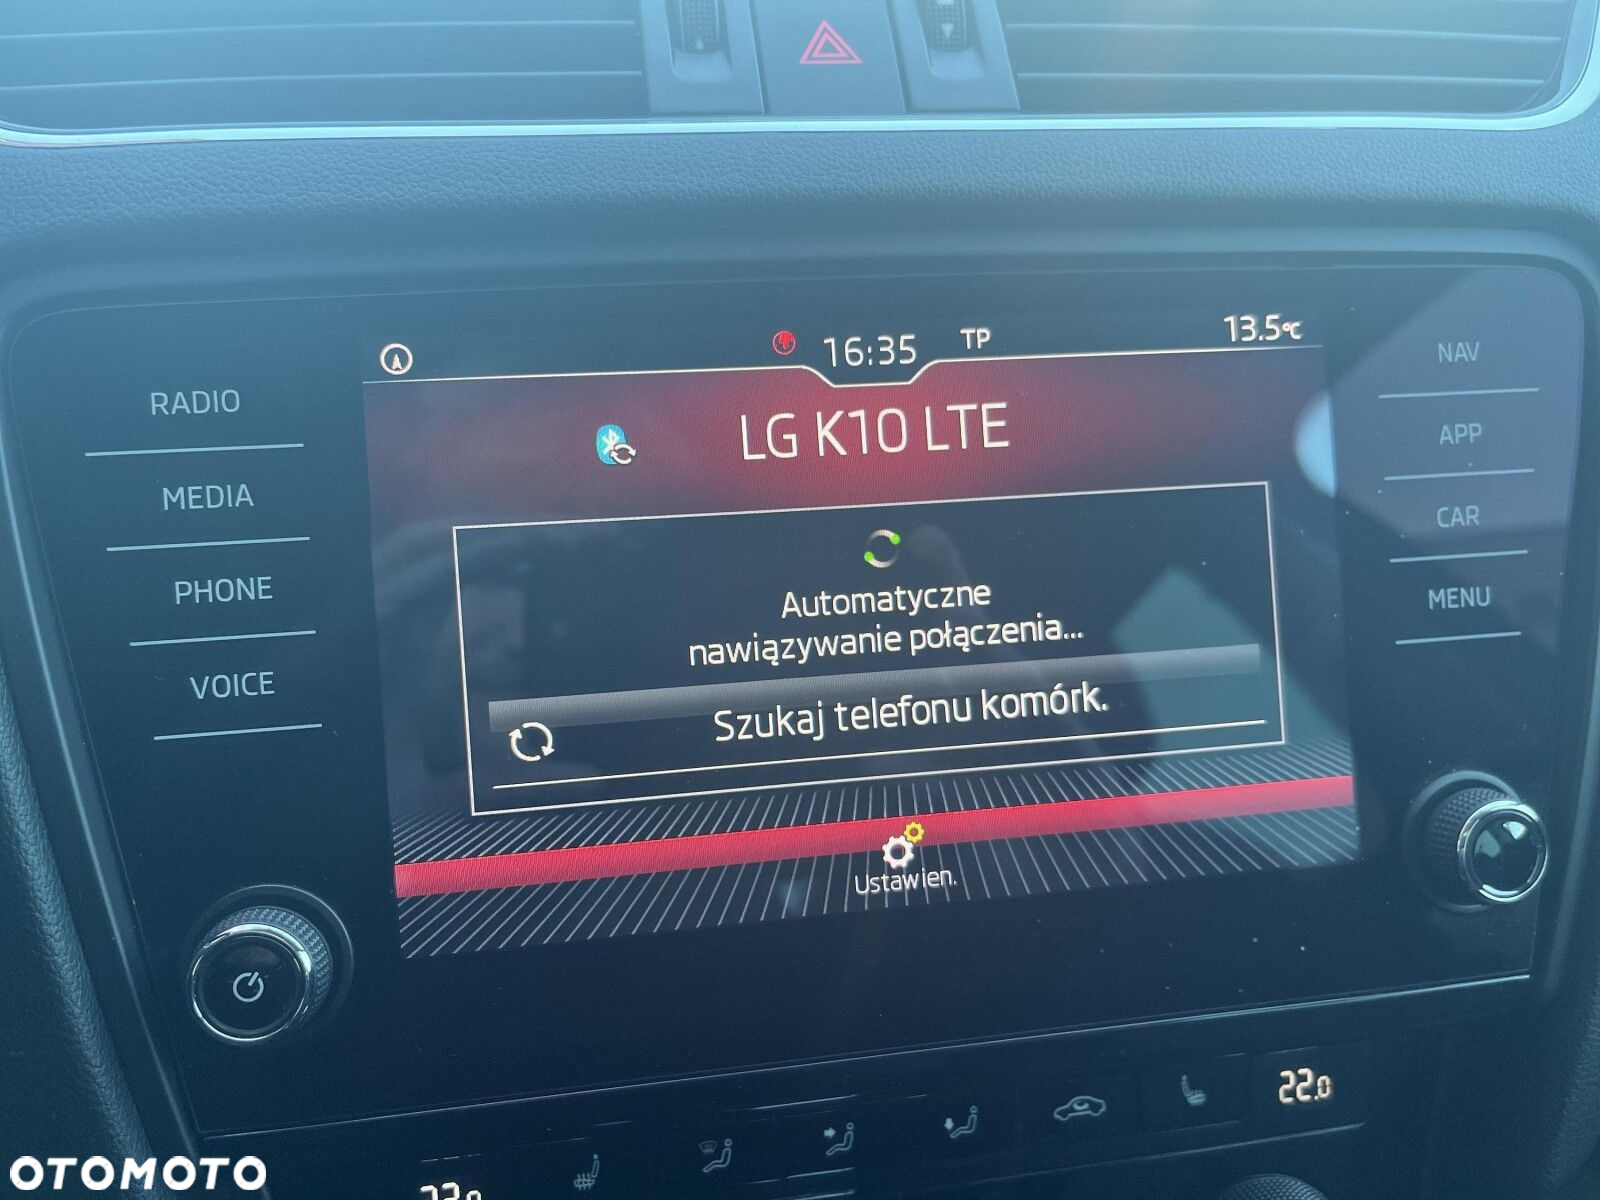 16:35
TP
13.5°C
LG K10 LTE
Automatyczne
nawiązywanie połączenia...
Szukaj telefonu komórk.
Ustawien.
RADIO
MEDIA
PHONE
VOICE
NAV
APP
CAR
MENU
22.0
OTOMOTO